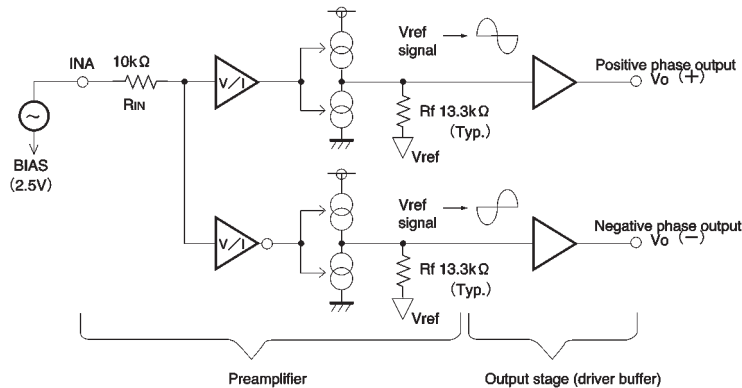 INA
10kΩ
RIN
V/I
BIAS
(2.5V)
Vref
signal
Rf 13.3kΩ
(Typ.)
Vref
Positive phase output
Vo (+)
V/I
Vref
signal
Rf 13.3kΩ
(Typ.)
Vref
Negative phase output
Vo (−)
Preamplifier
Output stage (driver buffer)